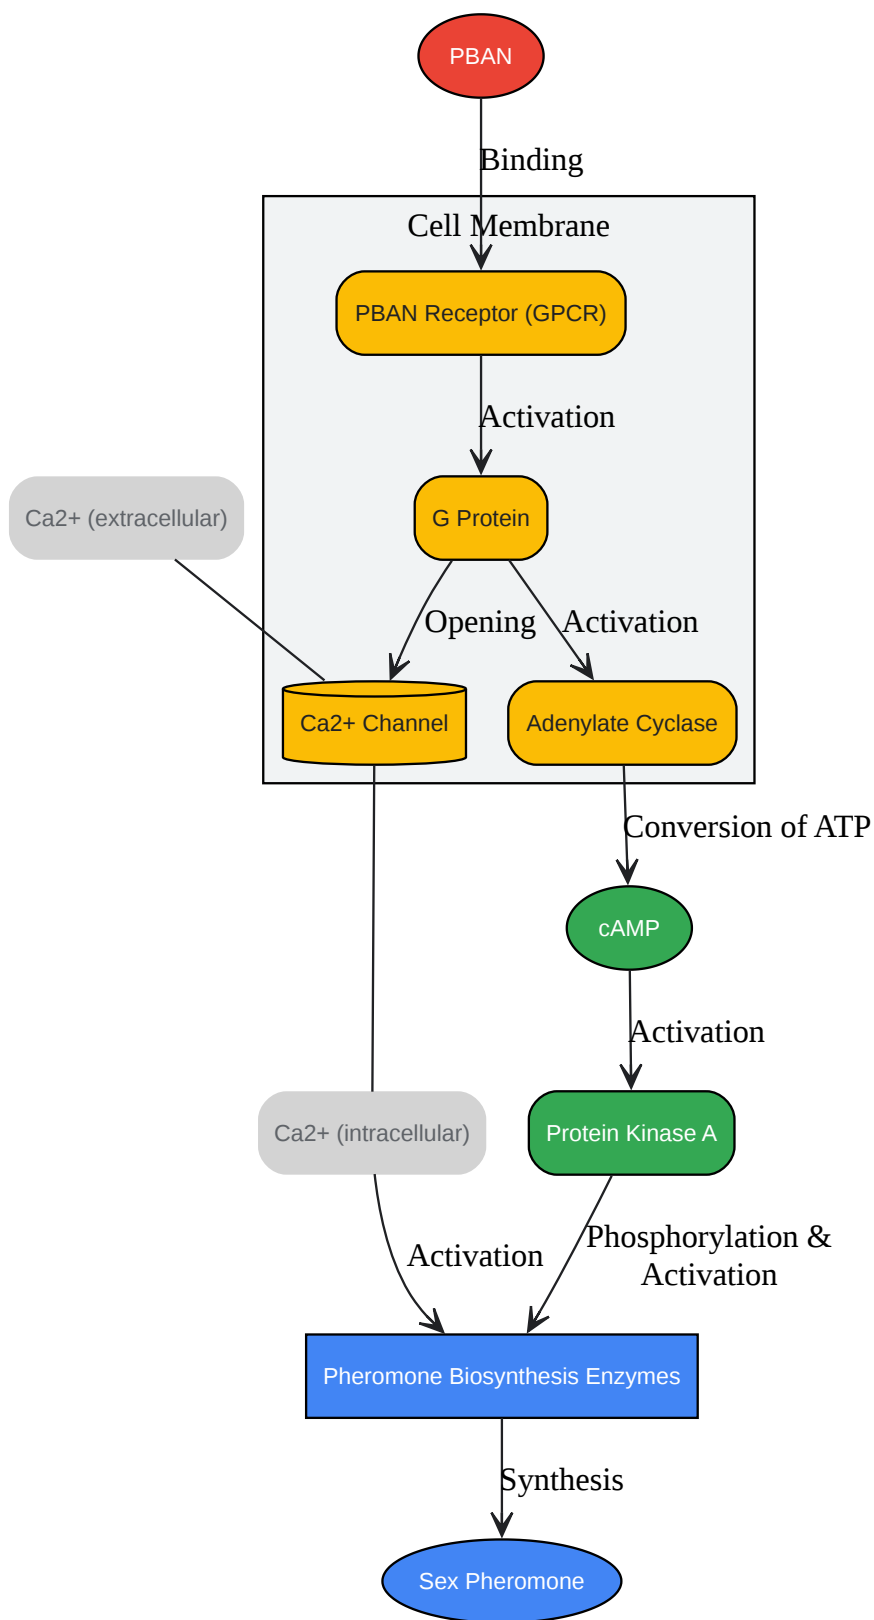 PBAN
Binding
Cell Membrane
PBAN Receptor (GPCR)
Activation
Ca2+ (extracellular)
G Protein
Opening
Activation
Ca2+ Channel
Adenylate Cyclase
Conversion of ATP
cAMP
Activation
Ca2+ (intracellular)
Protein Kinase A
Activation
Phosphorylation &
Activation
Pheromone Biosynthesis Enzymes
Synthesis
Sex Pheromone